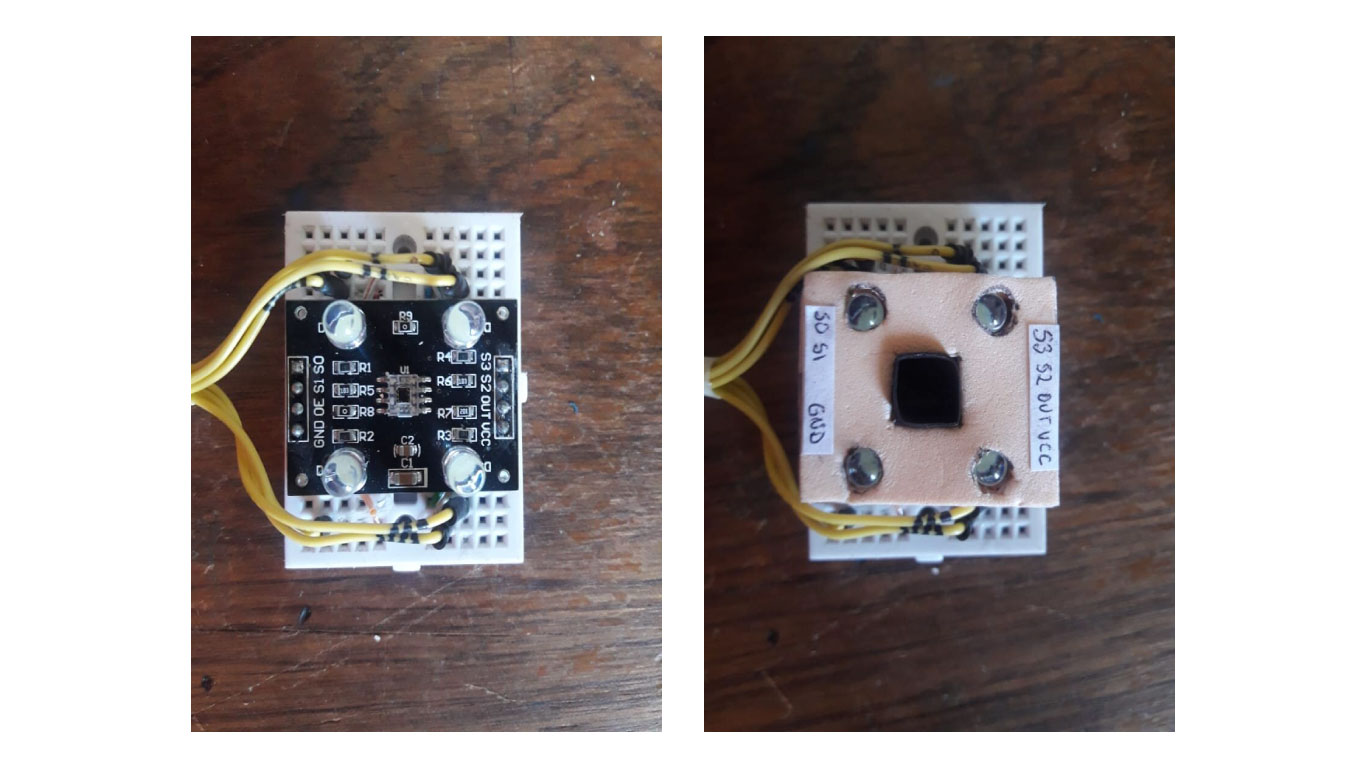 R9
R4
U1
S0
S1
OE
GND
R1
R5
R8
R2
R6
R7
R3
C2
C1
S3
S2
OUT
VCC
S0 S1 GND
S3 S2 OUT VCC